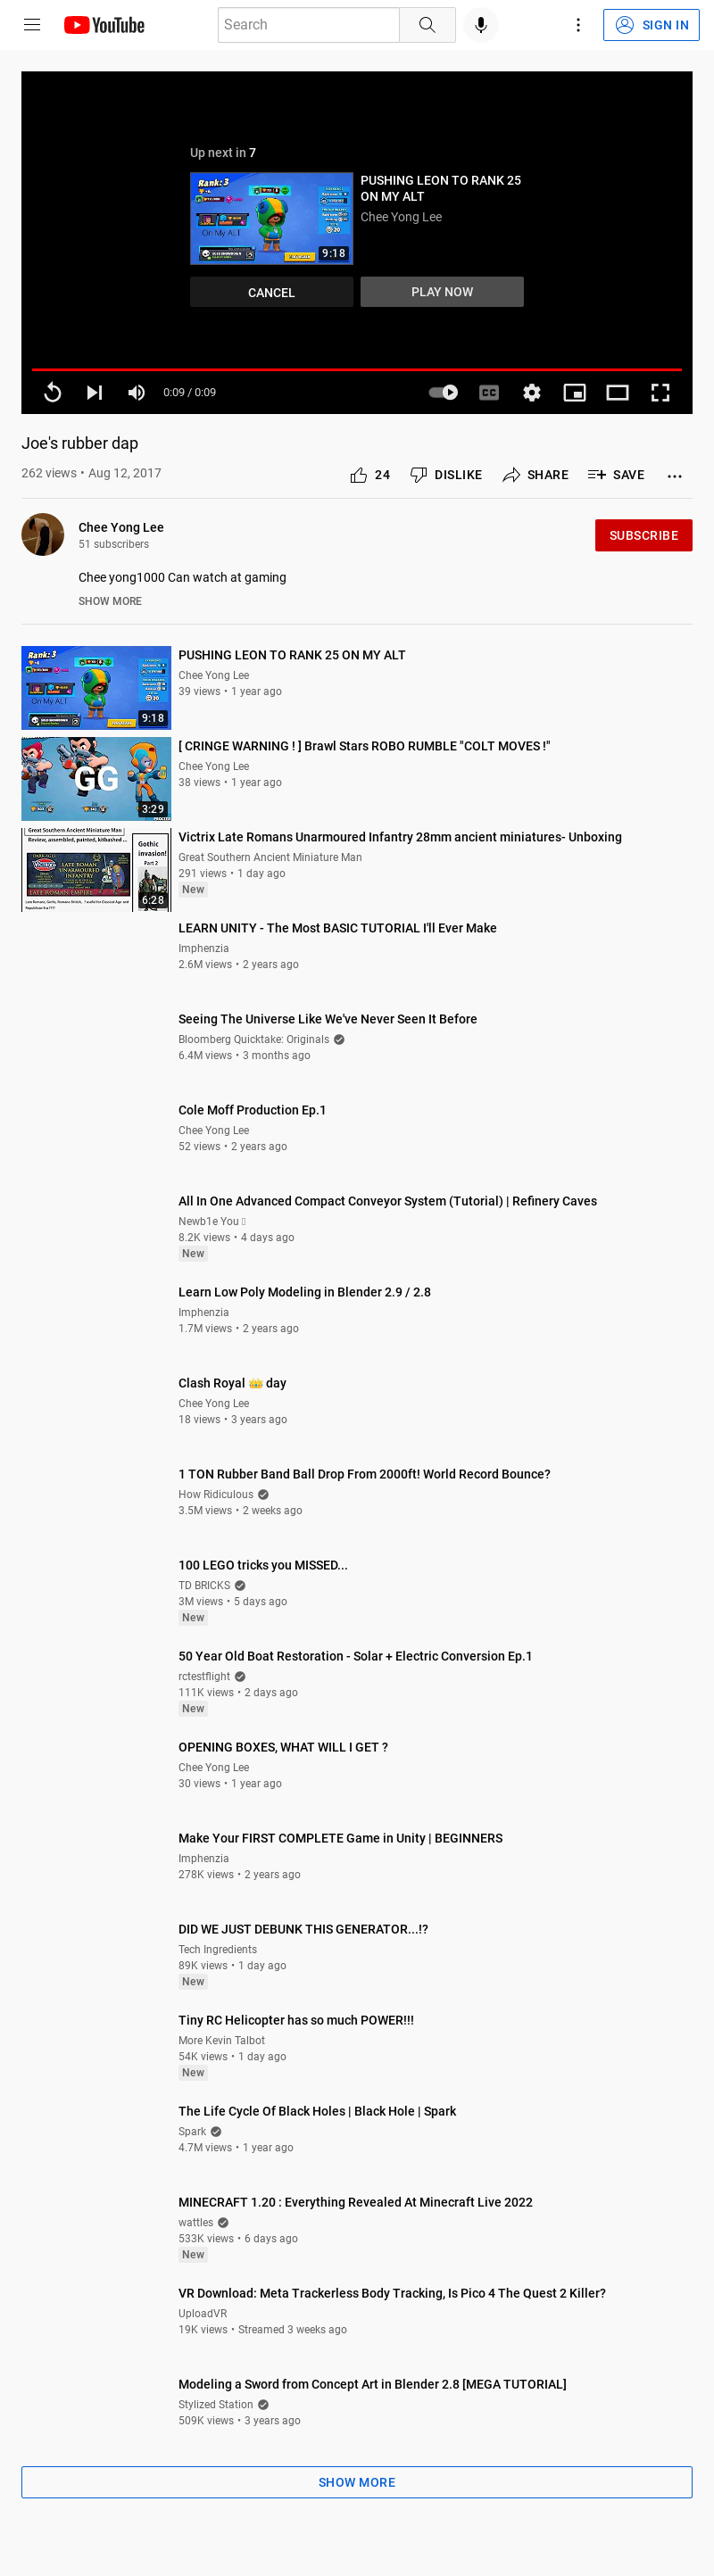 YouTube
Search
SIGN IN
Up next in 7
Rank: 3
On My ALT
9:18
PUSHING LEON TO RANK 25
ON MY ALT
Chee Yong Lee
CANCEL
PLAY NOW
0:09 / 0:09
CC
Joe's rubber dap
262 views • Aug 12, 2017
24
DISLIKE
SHARE
SAVE
Chee Yong Lee
51 subscribers
SUBSCRIBE
Chee yong1000 Can watch at gaming
SHOW MORE
Rank: 3
On My ALT
9:18
PUSHING LEON TO RANK 25 ON MY ALT
Chee Yong Lee
39 views • 1 year ago
GG
3:29
[ CRINGE WARNING ! ] Brawl Stars ROBO RUMBLE "COLT MOVES !"
Chee Yong Lee
38 views • 1 year ago
Great Southern Ancient Miniature Man
Review, assembled, painted, kitbashed ...
Gothic
invasion!
Part 2
LATE ROMAN
UNARMOURED
INFANTRY
LATE ROMAN EMPIRE
6:28
Victrix Late Romans Unarmoured Infantry 28mm ancient miniatures- Unboxing
Great Southern Ancient Miniature Man
291 views • 1 day ago
New
LEARN UNITY - The Most BASIC TUTORIAL I'll Ever Make
Imphenzia
2.6M views • 2 years ago
Seeing The Universe Like We've Never Seen It Before
Bloomberg Quicktake: Originals
6.4M views • 3 months ago
Cole Moff Production Ep.1
Chee Yong Lee
52 views • 2 years ago
All In One Advanced Compact Conveyor System (Tutorial) | Refinery Caves
Newb1e You
8.2K views • 4 days ago
New
Learn Low Poly Modeling in Blender 2.9 / 2.8
Imphenzia
1.7M views • 2 years ago
Clash Royal 👑 day
Chee Yong Lee
18 views • 3 years ago
1 TON Rubber Band Ball Drop From 2000ft! World Record Bounce?
How Ridiculous
3.5M views • 2 weeks ago
100 LEGO tricks you MISSED...
TD BRICKS
3M views • 5 days ago
New
50 Year Old Boat Restoration - Solar + Electric Conversion Ep.1
rctestflight
111K views • 2 days ago
New
OPENING BOXES, WHAT WILL I GET ?
Chee Yong Lee
30 views • 1 year ago
Make Your FIRST COMPLETE Game in Unity | BEGINNERS
Imphenzia
278K views • 2 years ago
DID WE JUST DEBUNK THIS GENERATOR...!?
Tech Ingredients
89K views • 1 day ago
New
Tiny RC Helicopter has so much POWER!!!
More Kevin Talbot
54K views • 1 day ago
New
The Life Cycle Of Black Holes | Black Hole | Spark
Spark
4.7M views • 1 year ago
MINECRAFT 1.20 : Everything Revealed At Minecraft Live 2022
wattles
533K views • 6 days ago
New
VR Download: Meta Trackerless Body Tracking, Is Pico 4 The Quest 2 Killer?
UploadVR
19K views • Streamed 3 weeks ago
Modeling a Sword from Concept Art in Blender 2.8 [MEGA TUTORIAL]
Stylized Station
509K views • 3 years ago
SHOW MORE